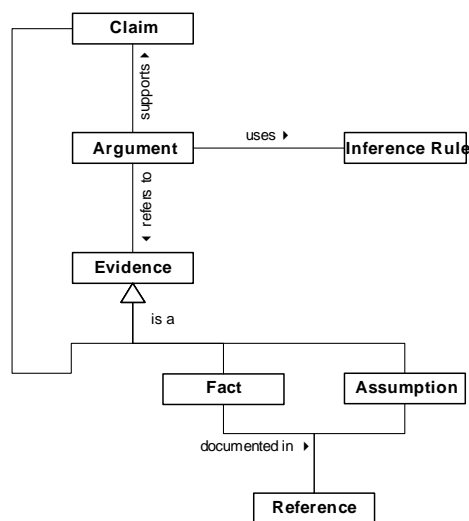 Claim
supports
Argument
uses
Inference Rule
refers to
Evidence
is a
Fact
Assumption
documented in
Reference